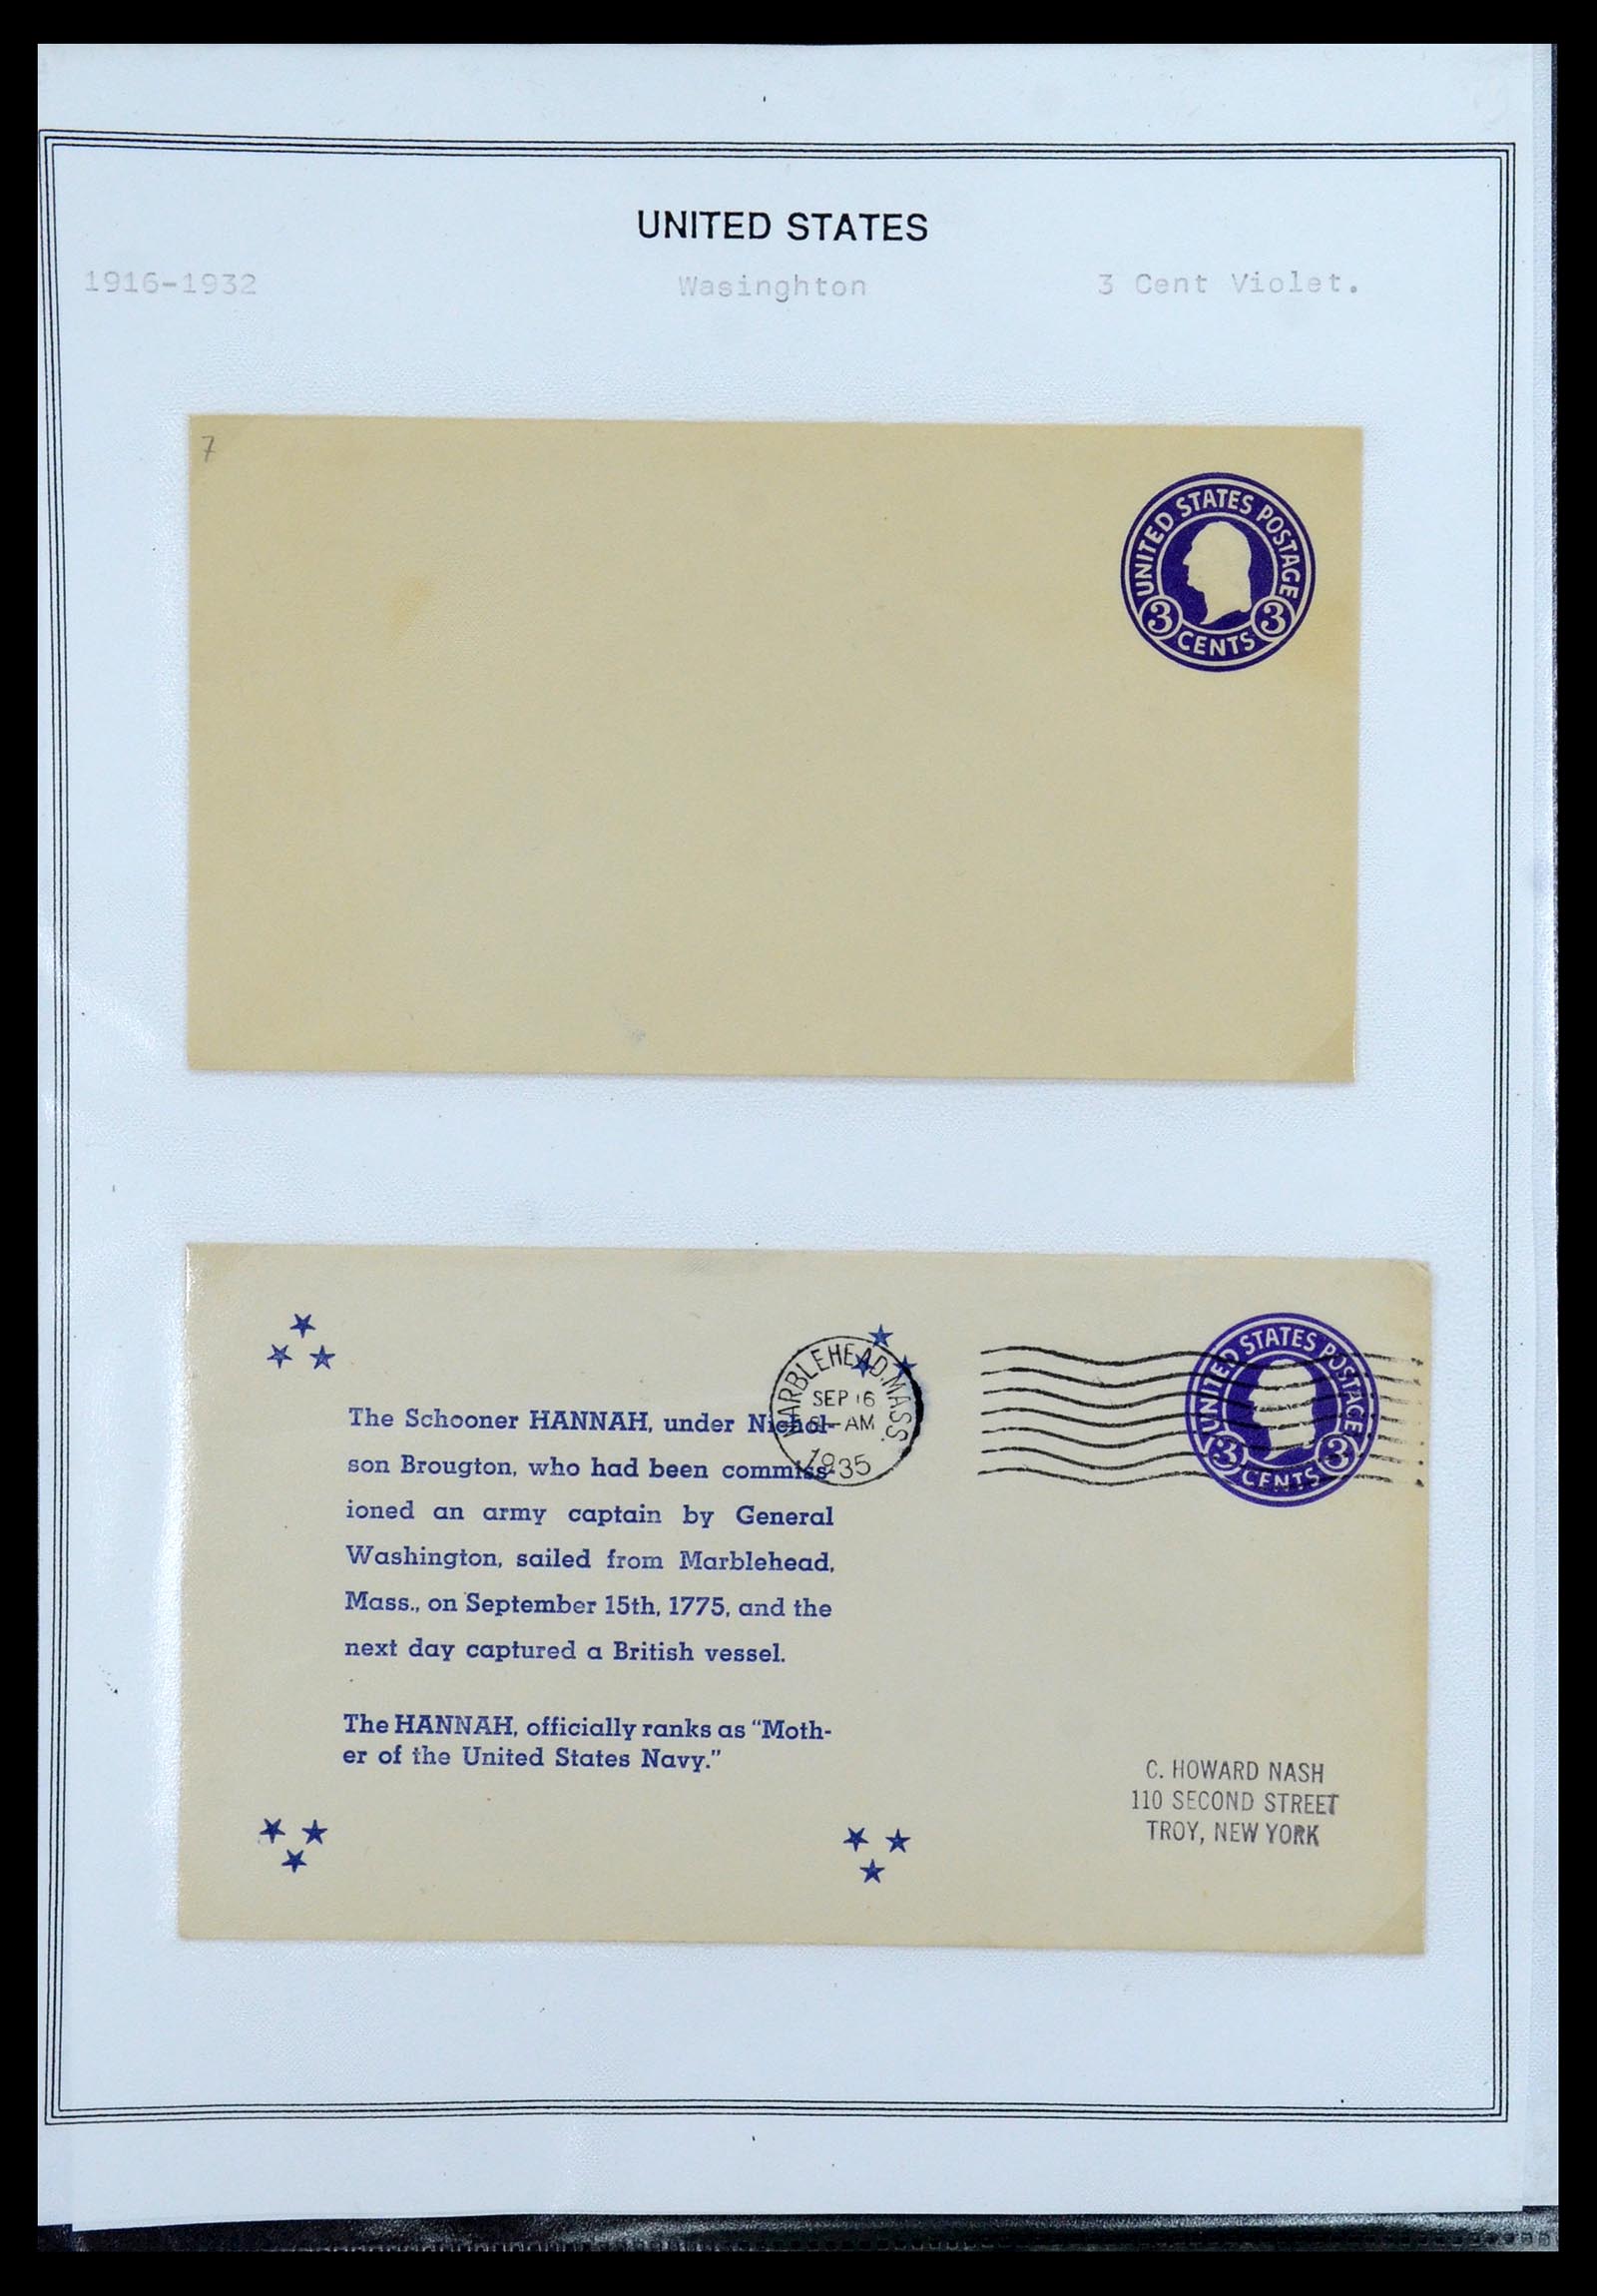 UNITED STATES
1916-1932 Wasinghton 3 Cent Violet.
7
UNITED STATES POSTAGE
3 CENTS 3
MARBLEHEAD, MASS.
SEP 16
AM
1935
UNITED STATES POSTAGE
3 CENTS 3
The Schooner HANNAH, under Nichol-
son Brougton, who had been commiss-
ioned an army captain by General
Washington, sailed from Marblehead,
Mass., on September 15th, 1775, and the
next day captured a British vessel.
The HANNAH, officially ranks as “Moth-
er of the United States Navy.”
C. HOWARD NASH
110 SECOND STREET
TROY, NEW YORK